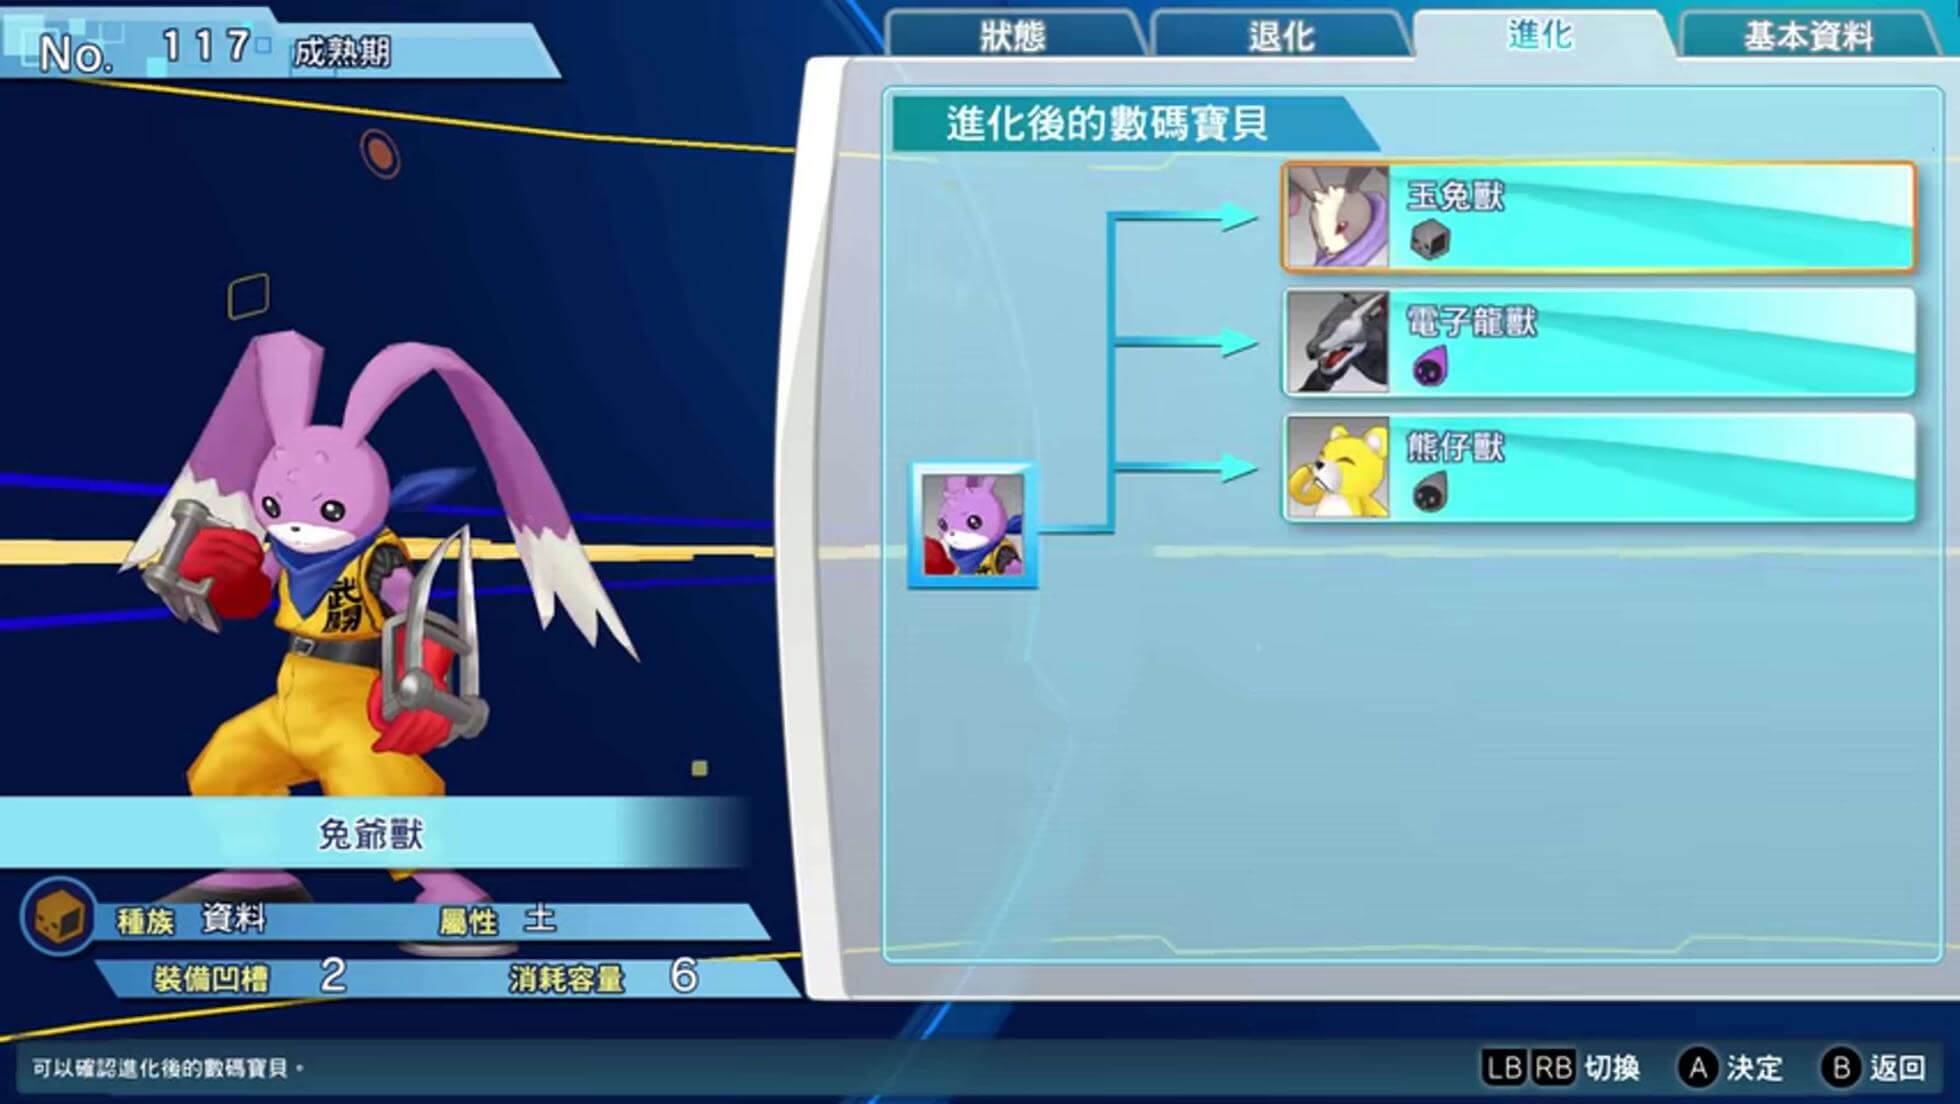 No. 117 成熟期
狀態 退化 進化 基本資料
進化後的數碼寶貝
玉兔獸
電子龍獸
熊仔獸
武鬪
兔爺獸
種族 資料 屬性 土
裝備凹槽 2 消耗容量 6
可以確認進化後的數碼寶貝。
LB RB 切換 A 決定 B 返回